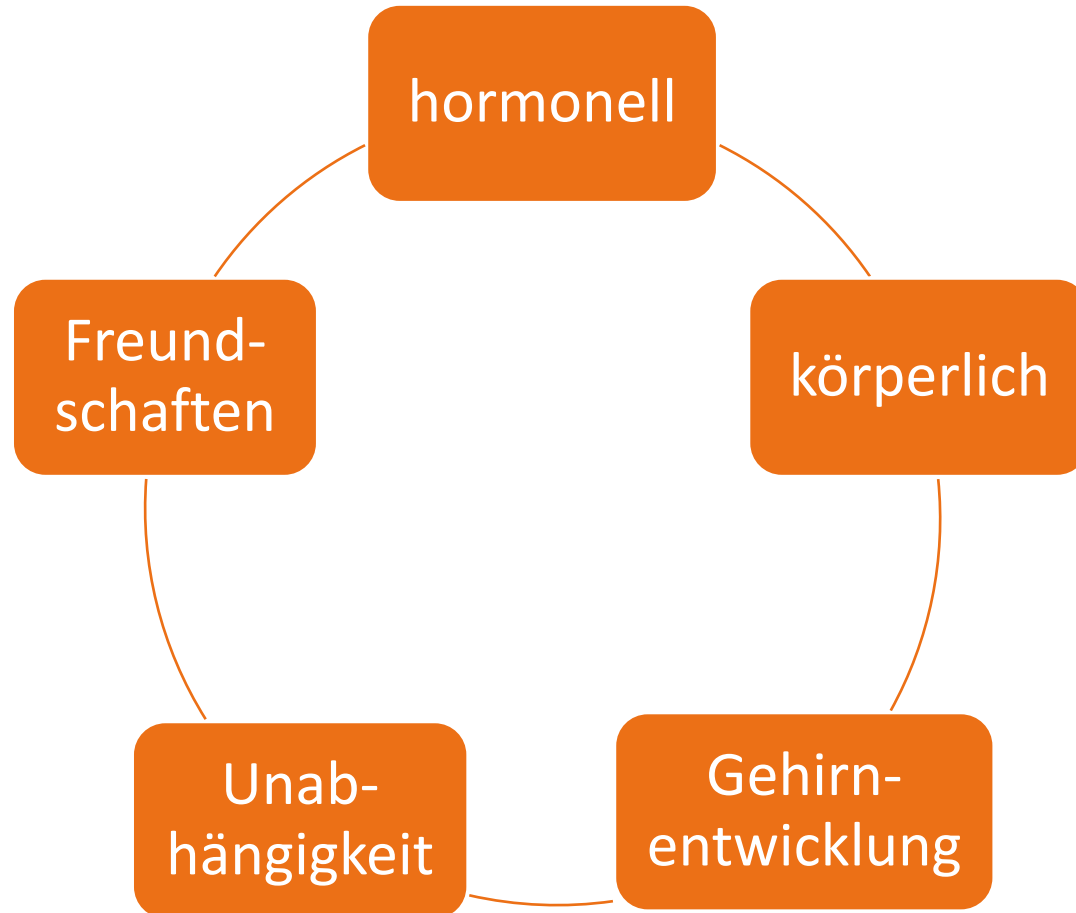 hormonell
körperlich
Gehirn-
entwicklung
Unab-
hängigkeit
Freund-
schaften